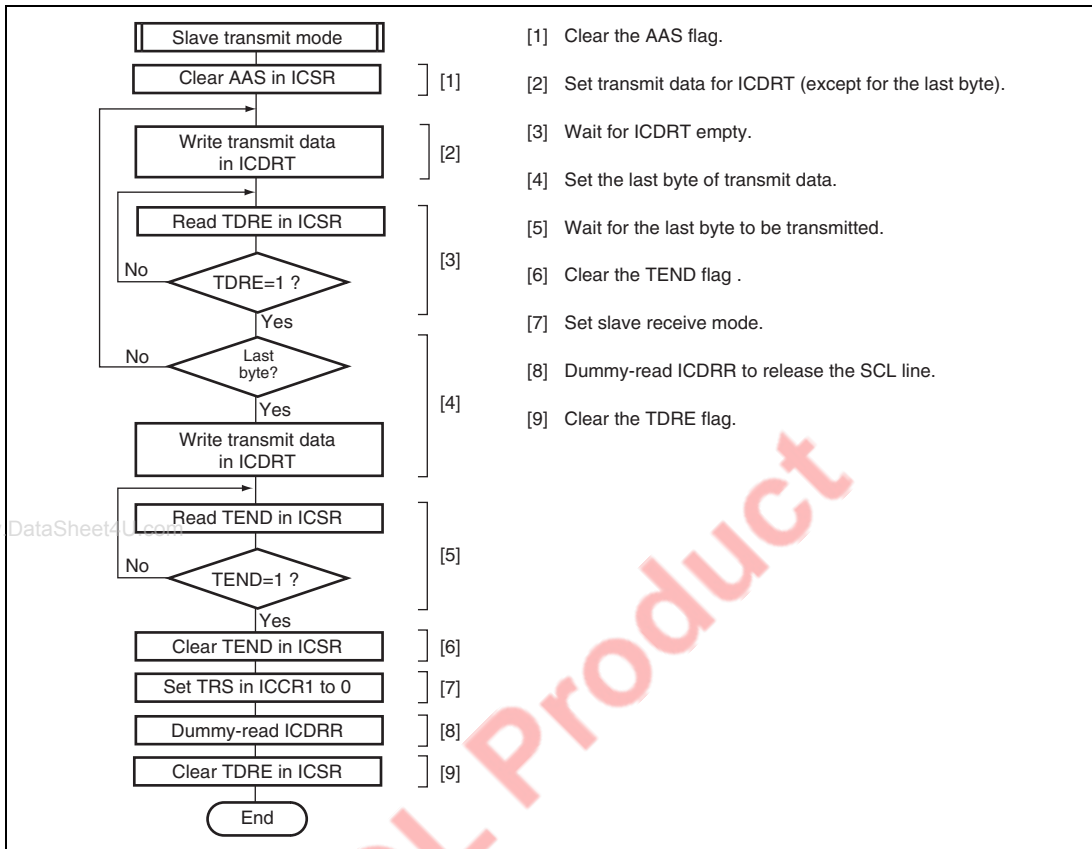 Slave transmit mode
Clear AAS in ICSR
[1]
Write transmit data
in ICDRT
[2]
Read TDRE in ICSR
No
TDRE=1 ?
[3]
Yes
No
Last
byte?
Yes
[4]
Write transmit data
in ICDRT
Read TEND in ICSR
No
TEND=1 ?
[5]
Yes
Clear TEND in ICSR
[6]
Set TRS in ICCR1 to 0
[7]
Dummy-read ICDRR
[8]
Clear TDRE in ICSR
[9]
End
[1] Clear the AAS flag.
[2] Set transmit data for ICDRT (except for the last byte).
[3] Wait for ICDRT empty.
[4] Set the last byte of transmit data.
[5] Wait for the last byte to be transmitted.
[6] Clear the TEND flag .
[7] Set slave receive mode.
[8] Dummy-read ICDRR to release the SCL line.
[9] Clear the TDRE flag.
.DataSheet4U.com
L Product